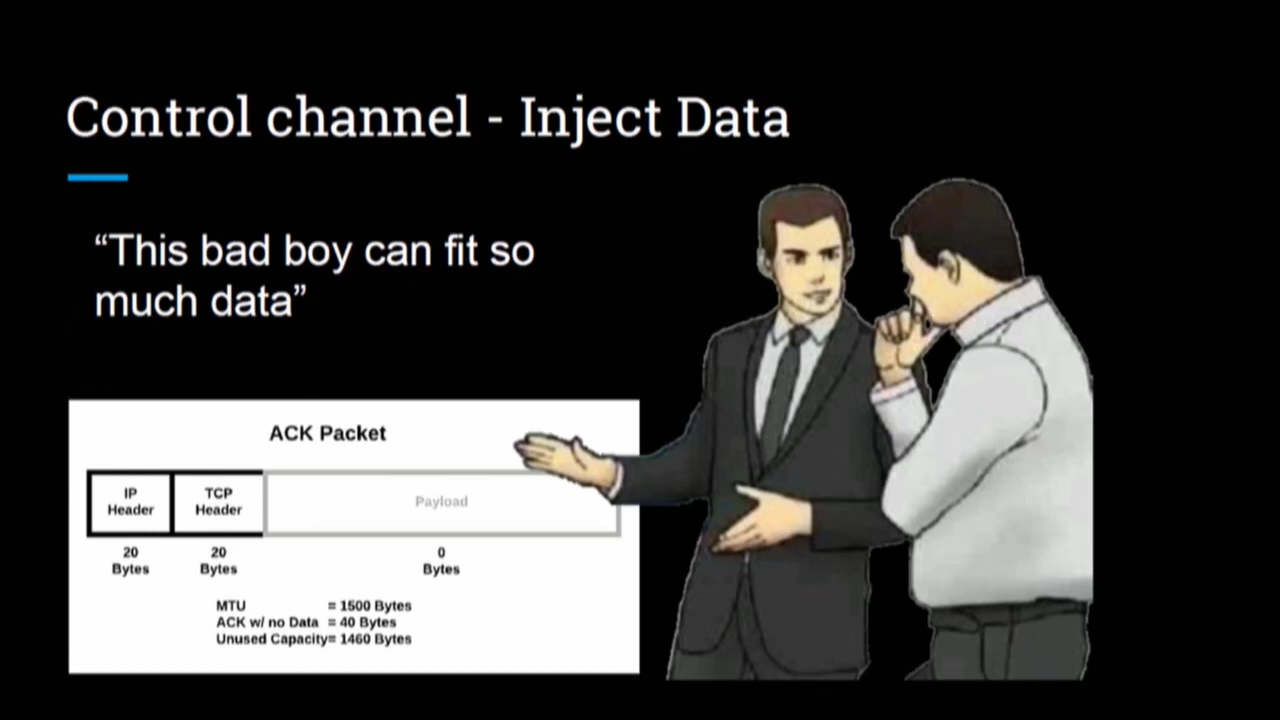 Control channel - Inject Data
“This bad boy can fit so
much data”
ACK Packet
IP
Header
TCP
Header
Payload
20
Bytes
20
Bytes
0
Bytes
MTU = 1500 Bytes
ACK w/ no Data = 40 Bytes
Unused Capacity= 1460 Bytes